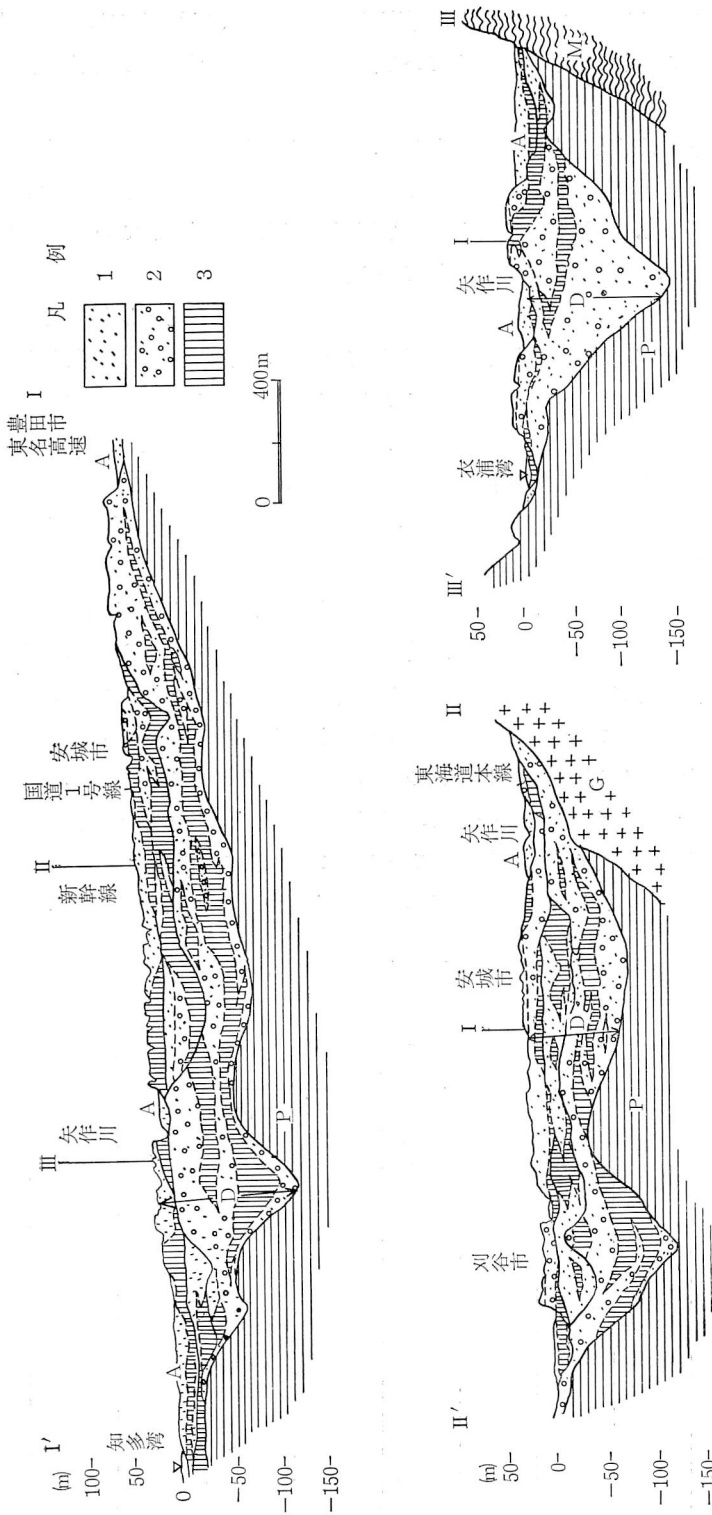 I′
(m)
100
50
0
−50
−100
−150
知多湾
A
III
矢作川
A
D
P
新幹線
II
国道1号線
安城市
A
東名高速
豊田市
I
凡例
1
2
3
0
400m
II′
50
0
−50
−100
−150
刈谷市
I
安城市
D
P
A
矢作川
東海道本線
G
II
III′
50
0
−50
−100
−150
衣浦湾
A
矢作川
I
D
P
A
M
III